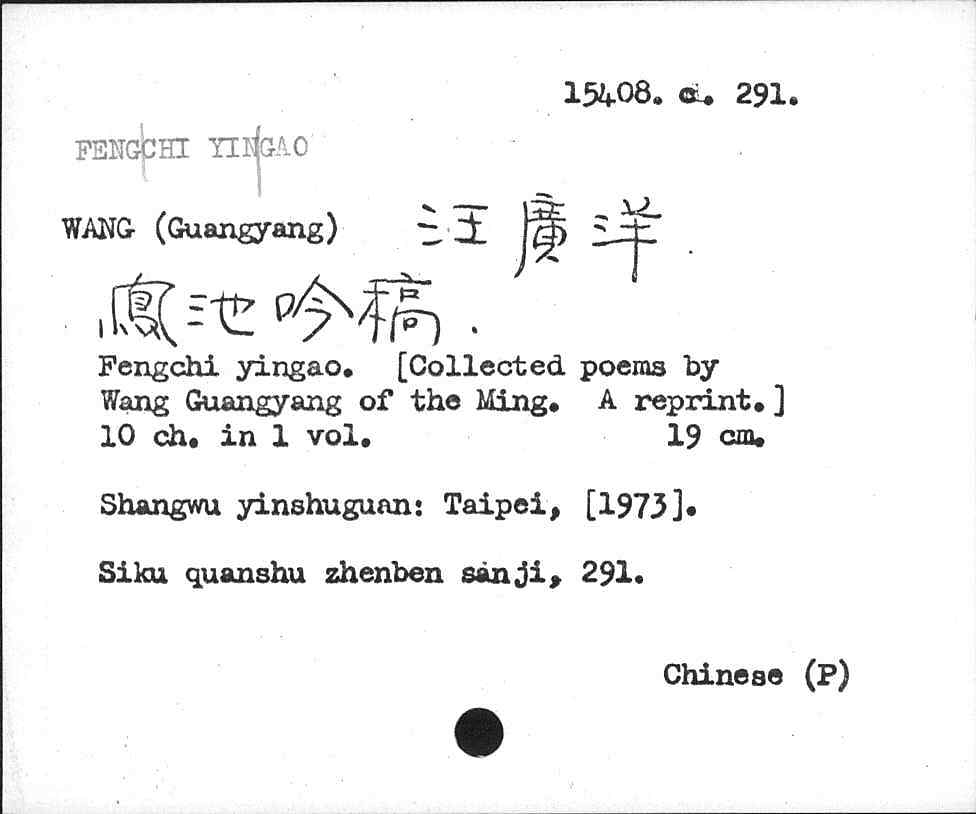 15408. a. 291.
FENGCHI YINGAO
WANG (Guangyang) 汪廣洋.
鳳池吟稿.
Fengchi yingao. [Collected poems by
Wang Guangyang of the Ming. A reprint.]
10 ch. in 1 vol. 19 cm.
Shangwu yinshuguan: Taipei, [1973].
Siku quanshu zhenben sanji, 291.
Chinese (P)